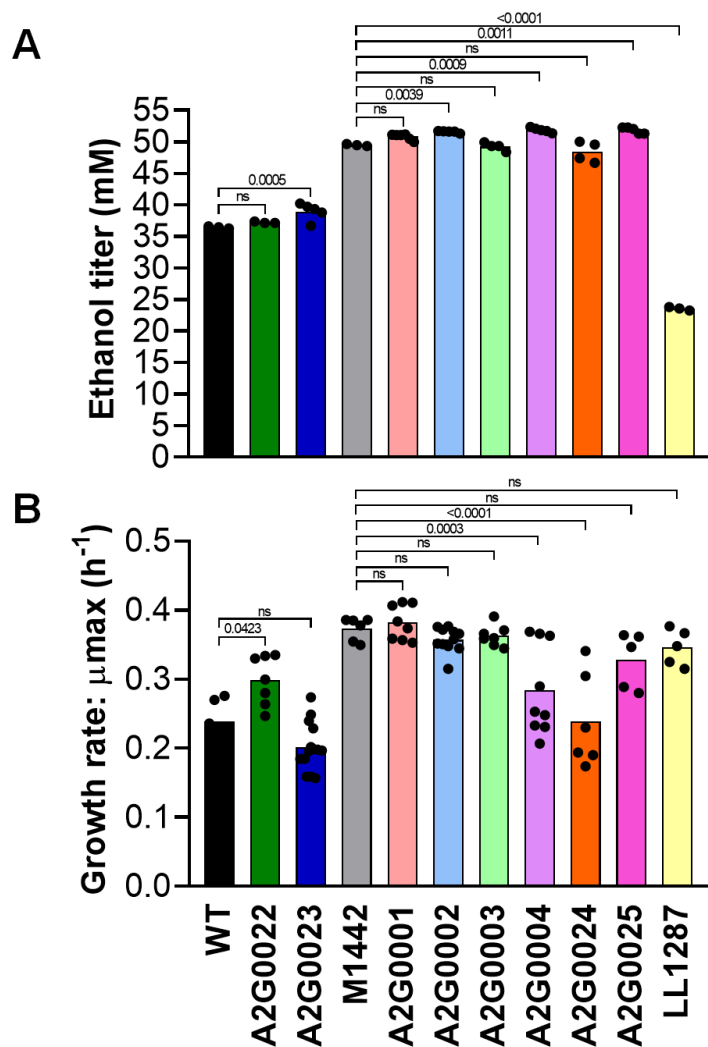 A
<0.0001
0.0011
ns
0.0009
ns
0.0039
ns
0.0005
ns
Ethanol titer (mM)
55
50
45
40
35
30
25
20
15
10
5
0
B
ns
ns
<0.0001
0.0003
ns
ns
ns
ns
0.0423
Growth rate: µmax (h⁻¹)
0.5
0.4
0.3
0.2
0.1
0.0
WT
A2G0022
A2G0023
M1442
A2G0001
A2G0002
A2G0003
A2G0004
A2G0024
A2G0025
LL1287